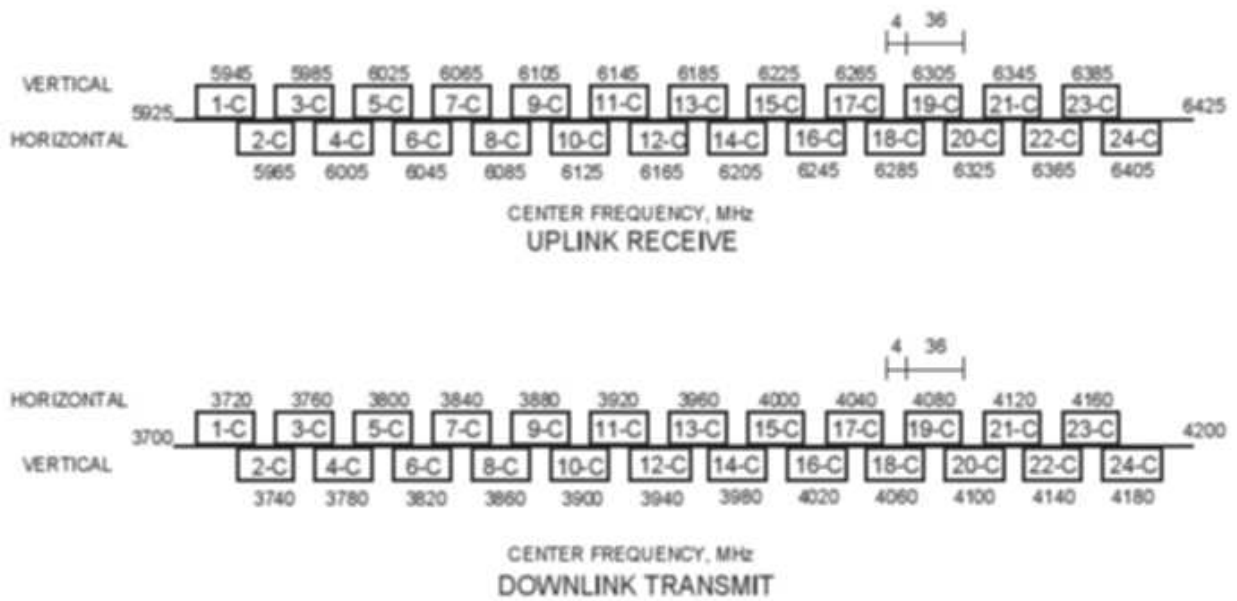 4 36
5945 5985 6025 6065 6105 6145 6185 6225 6265 6305 6345 6385
VERTICAL
1-C 3-C 5-C 7-C 9-C 11-C 13-C 15-C 17-C 19-C 21-C 23-C
5925 6425
HORIZONTAL
2-C 4-C 6-C 8-C 10-C 12-C 14-C 16-C 18-C 20-C 22-C 24-C
5965 6005 6045 6085 6125 6165 6205 6245 6285 6325 6365 6405
CENTER FREQUENCY, MHz
UPLINK RECEIVE
4 36
HORIZONTAL 3720 3760 3800 3840 3880 3920 3960 4000 4040 4080 4120 4160
1-C 3-C 5-C 7-C 9-C 11-C 13-C 15-C 17-C 19-C 21-C 23-C
3700 4200
VERTICAL 2-C 4-C 6-C 8-C 10-C 12-C 14-C 16-C 18-C 20-C 22-C 24-C
3740 3780 3820 3860 3900 3940 3980 4020 4060 4100 4140 4180
CENTER FREQUENCY, MHz
DOWNLINK TRANSMIT